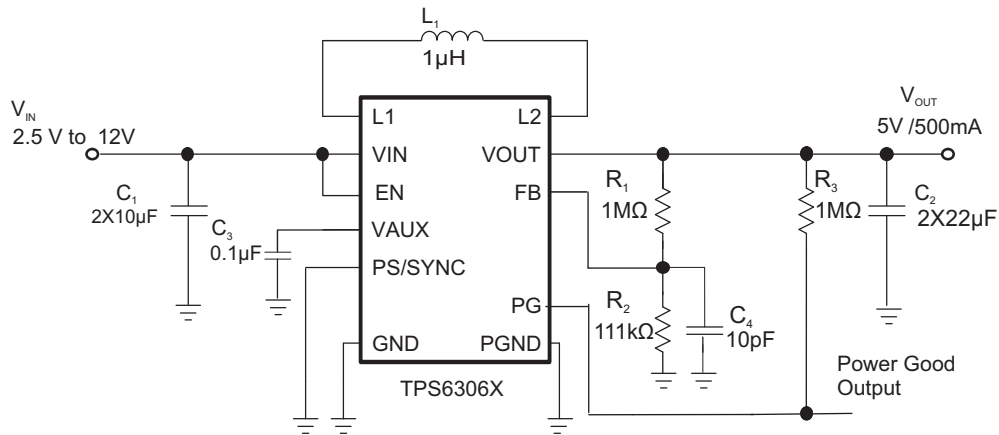 L₁
1µH
V_IN
2.5 V to 12V
V_OUT
5V /500mA
L1
L2
VIN
VOUT
EN
FB
VAUX
PS/SYNC
PG
GND
PGND
TPS6306X
C₁
2X10µF
C₃
0.1µF
R₁
1MΩ
R₃
1MΩ
C₂
2X22µF
R₂
111kΩ
C₄
10pF
Power Good
Output